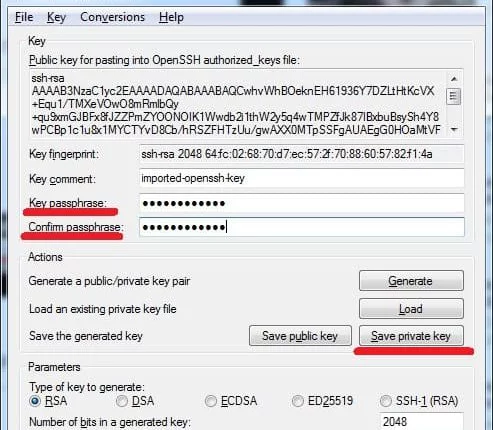 File Key Conversions Help
Key
Public key for pasting into OpenSSH authorized_keys file:
ssh-rsa
AAAAB3NzaC1yc2EAAAADAQABAAABAQCwhvWhBOeknEH61936Y7DZLtHtKcVX
+Equ1/TMXeVOwO8mRmlbQy
+qu9xmGJBFx8fJZZPmZYOONOIK1Wwdb2i1thW2y5q4wTMPZfJk87IBxbuBsySh4Y8
wPCBp1c1u8x1MYCTYvD8Cb/hRSZFHTzUu/gwAXX0MTpSSFgAUAEgG0HOaMtVF
Key fingerprint: ssh-rsa 2048 64:fc:02:68:70:d7:ec:57:2f:70:88:60:57:82:f1:4a
Key comment: imported-openssh-key
Key passphrase: ●●●●●●●●●●●●
Confirm passphrase: ●●●●●●●●●●●●
Actions
Generate a public/private key pair Generate
Load an existing private key file Load
Save the generated key Save public key Save private key
Parameters
Type of key to generate:
RSA DSA ECDSA ED25519 SSH-1 (RSA)
Number of bits in a generated key: 2048